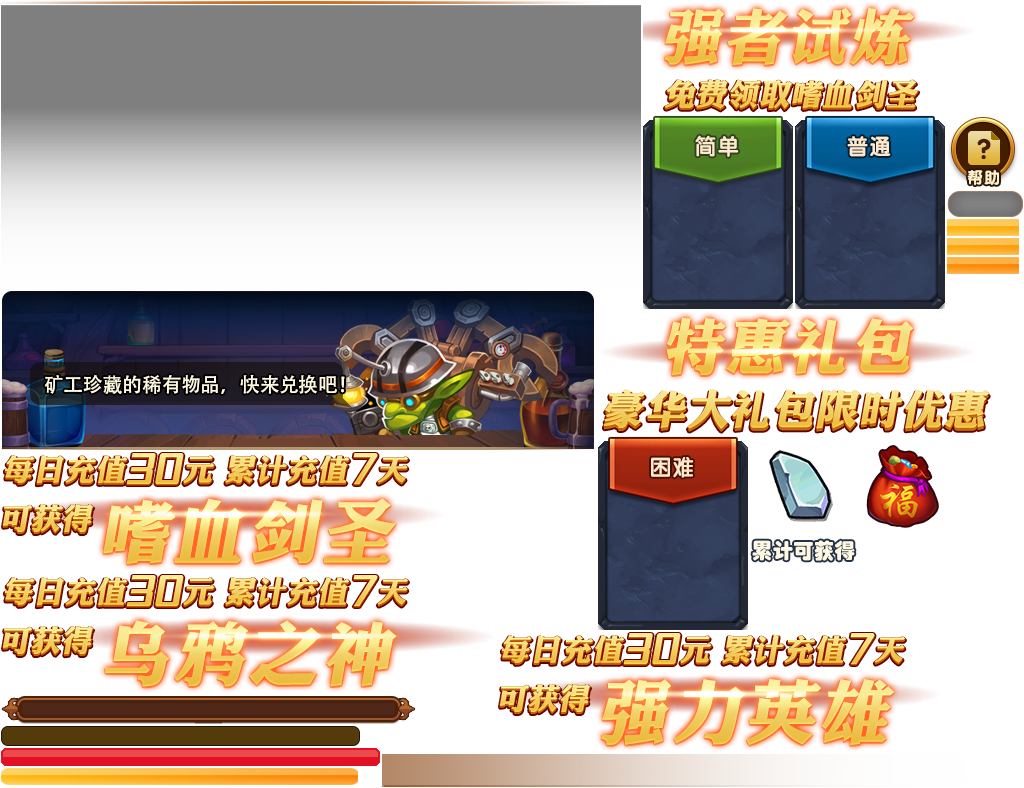 强者试炼
免费领取嗜血剑圣
简单
普通
?
帮助
矿工珍藏的稀有物品，快来兑换吧！
特惠礼包
豪华大礼包限时优惠
困难
福
累计可获得
每日充值30元 累计充值7天
可获得 嗜血剑圣
每日充值30元 累计充值7天
可获得 乌鸦之神
每日充值30元 累计充值7天
可获得 强力英雄